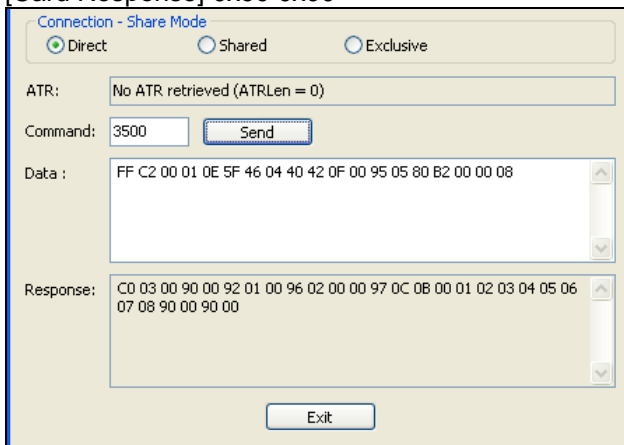 Connection - Share Mode
Direct
Shared
Exclusive
ATR:
No ATR retrieved (ATRLen = 0)
Command:
3500
Send
Data :
FF C2 00 01 0E 5F 46 04 40 42 0F 00 95 05 80 B2 00 00 08
Response:
C0 03 00 90 00 92 01 00 96 02 00 00 97 0C 0B 00 01 02 03 04 05 06
07 08 90 00 90 00
Exit